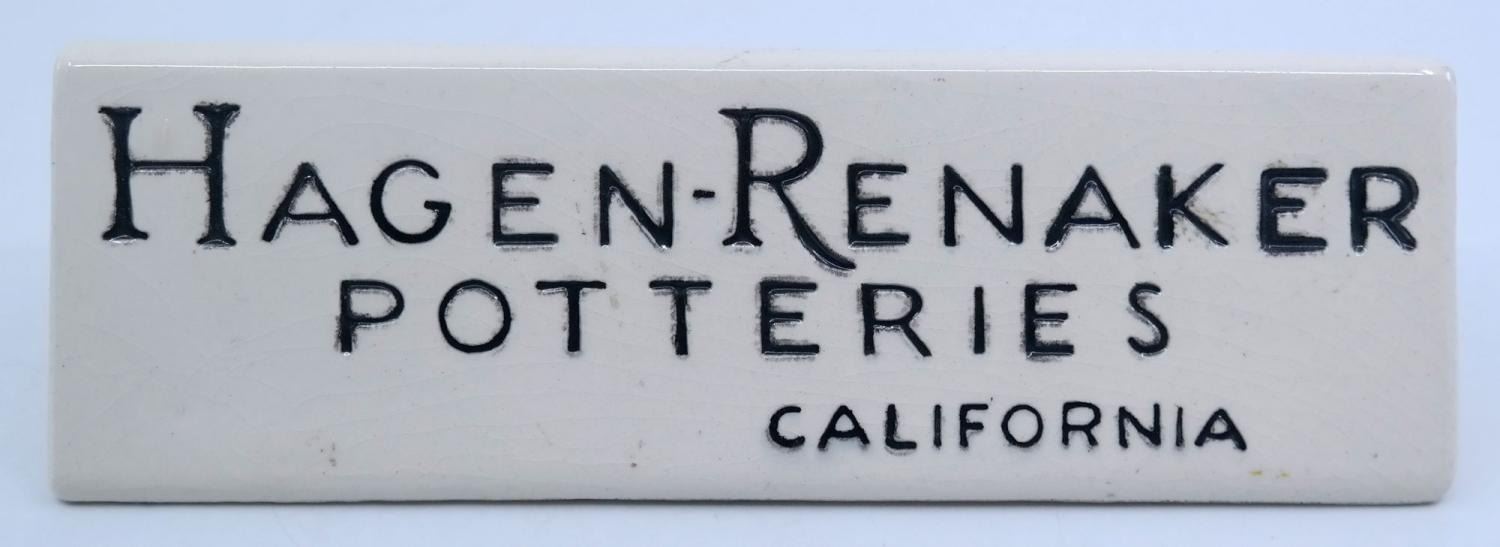 HAGEN-RENAKER
POTTERIES
CALIFORNIA